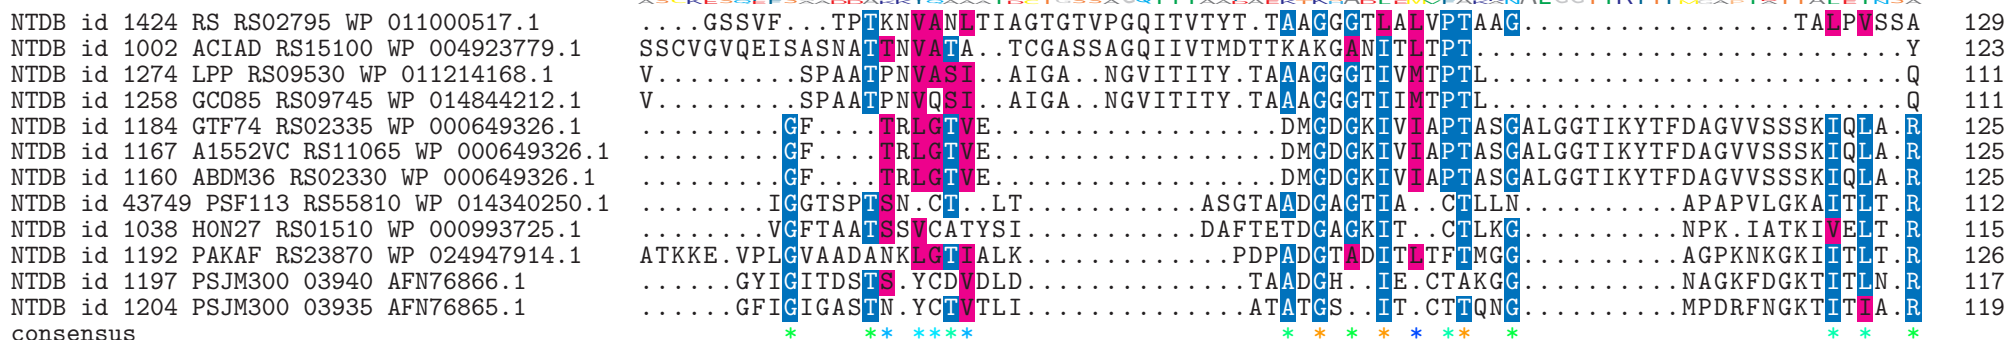 NTDB id 1424 RS RS02795 WP 011000517.1 ....GSSVF...TPTKNVANLTIAGTGTVPGQITVTYT.TAAGGGTLALVPTAAG.................TALPVSSA 129
NTDB id 1002 ACIAD RS15100 WP 004923779.1 SSCVGVQEISASNATTNVATA..TCGASSAGQIIVTMDTTKAKGANITLTPT...........................Y 123
NTDB id 1274 LPP RS09530 WP 011214168.1 V.........SPAATPNVASI..AIGA..NGVITITY.TAAAGGGTIVMTPTL..........................Q 111
NTDB id 1258 GCO85 RS09745 WP 014844212.1 V.........SPAATPNVQSI..AIGA..NGVITITY.TAAAGGGTIIMTPTL..........................Q 111
NTDB id 1184 GTF74 RS02335 WP 000649326.1 .........GF....TRLGTVE..................DMGDGKIVIAPTASGALGGTIKYTFDAGVVSSSKIQLA.R 125
NTDB id 1167 A1552VC RS11065 WP 000649326.1 .........GF....TRLGTVE..................DMGDGKIVIAPTASGALGGTIKYTFDAGVVSSSKIQLA.R 125
NTDB id 1160 ABDM36 RS02330 WP 000649326.1 .........GF....TRLGTVE..................DMGDGKIVIAPTASGALGGTIKYTFDAGVVSSSKIQLA.R 125
NTDB id 43749 PSF113 RS55810 WP 014340250.1 ........IGGTSPTSN.CT..LT...........ASGTAADGAGTIA..CTLLN..........APAPVLGKAITLT.R 112
NTDB id 1038 HON27 RS01510 WP 000993725.1 ........VGFTAATSSVCATYSI...........DAFTETDGAGKIT..CTLKG..........NPK.IATKIVELT.R 115
NTDB id 1192 PAKAF RS23870 WP 024947914.1 ATKKE.VPLGVAADANKLGTIALK...........PDPADGTADITLTFTMGG............AGPKNKGKIITLT.R 126
NTDB id 1197 PSJM300 03940 AFN76866.1 ......GYIGITDSTS.YCDVDLD..............TAADGH..IE.CTAKGG..........NAGKFDGKTITLN.R 117
NTDB id 1204 PSJM300 03935 AFN76865.1 ......GFIGIGASTN.YCTVTLI..............ATATGS..IT.CTTQNG..........MPDRFNGKTITIA.R 119
consensus * ** **** * * * * * ** * * * *